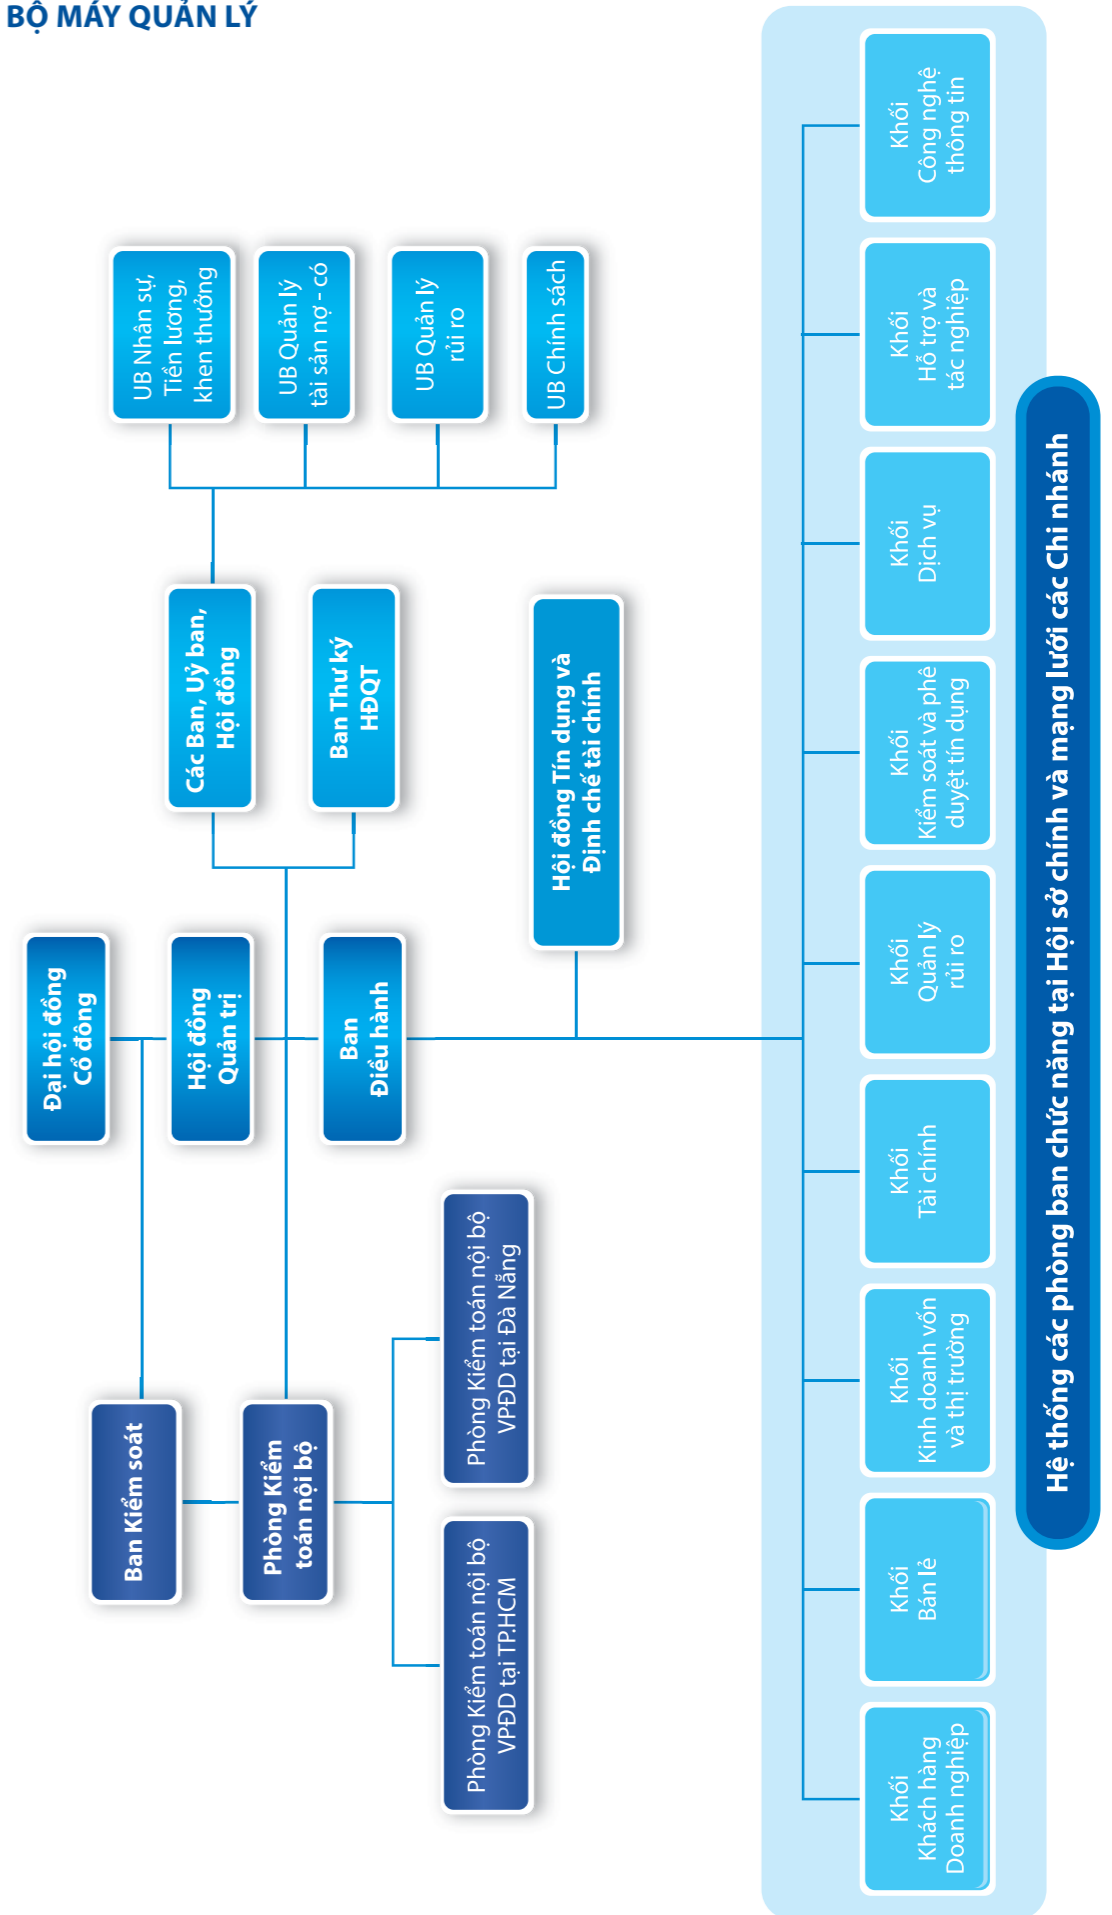 BỘ MÁY QUẢN LÝ
Đại hội đồng
Cổ đông
Ban Kiểm soát
Hội đồng
Quản trị
Các Ban, Uỷ ban,
Hội đồng
Ban Thư ký
HĐQT
UB Nhân sự,
Tiền lương,
khen thưởng
UB Quản lý
tài sản nợ - có
UB Quản lý
rủi ro
UB Chính sách
Phòng Kiểm
toán nội bộ
Ban
Điều hành
Phòng Kiểm toán nội bộ
VPĐD tại TP.HCM
Phòng Kiểm toán nội bộ
VPĐD tại Đà Nẵng
Hội đồng Tín dụng và
Định chế tài chính
Khối
Khách hàng
Doanh nghiệp
Khối
Bán lẻ
Khối
Kinh doanh vốn
và thị trường
Khối
Tài chính
Khối
Quản lý
rủi ro
Khối
Kiểm soát và phê
duyệt tín dụng
Khối
Dịch vụ
Khối
Hỗ trợ và
tác nghiệp
Khối
Công nghệ
thông tin
Hệ thống các phòng ban chức năng tại Hội sở chính và mạng lưới các Chi nhánh